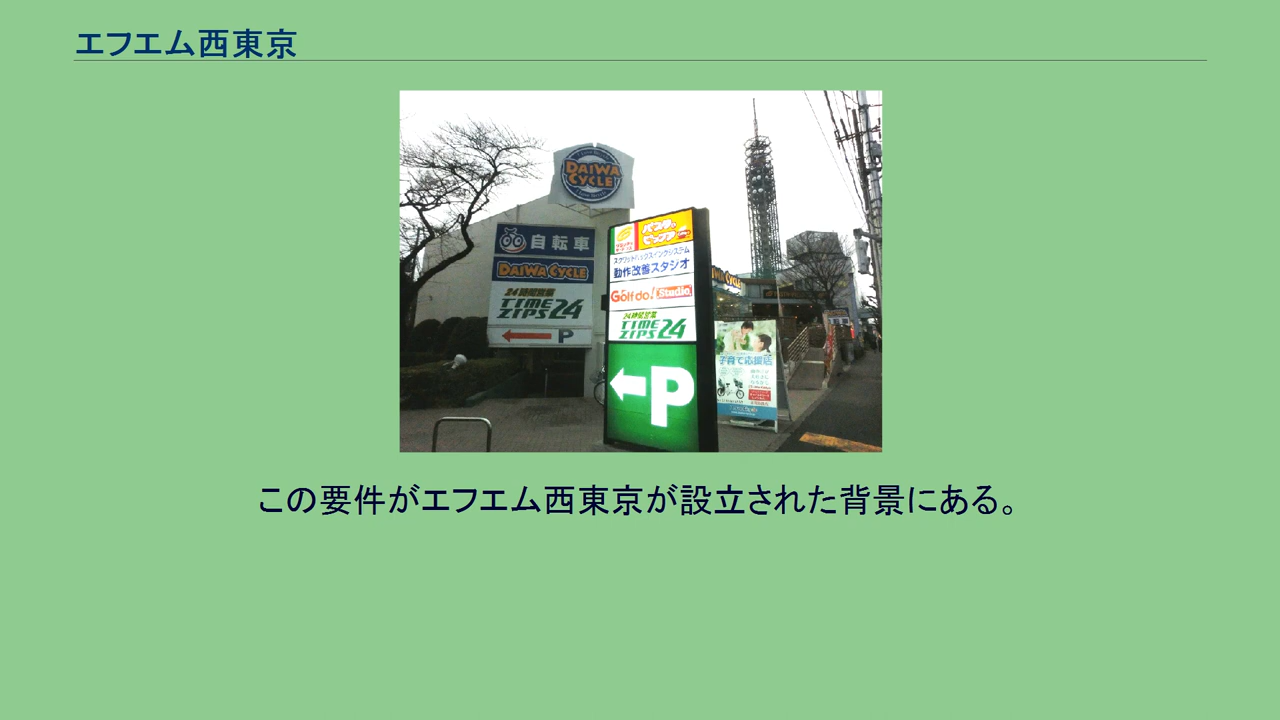 エフエム西東京
DAIWA CYCLE
自転車
DAIWA CYCLE
24時間営業
TIME ZIPS 24
P
動作改善スタジオ
Golf do! Studio
24時間営業
TIME ZIPS 24
P
子育て応援店
この要件がエフエム西東京が設立された背景にある。